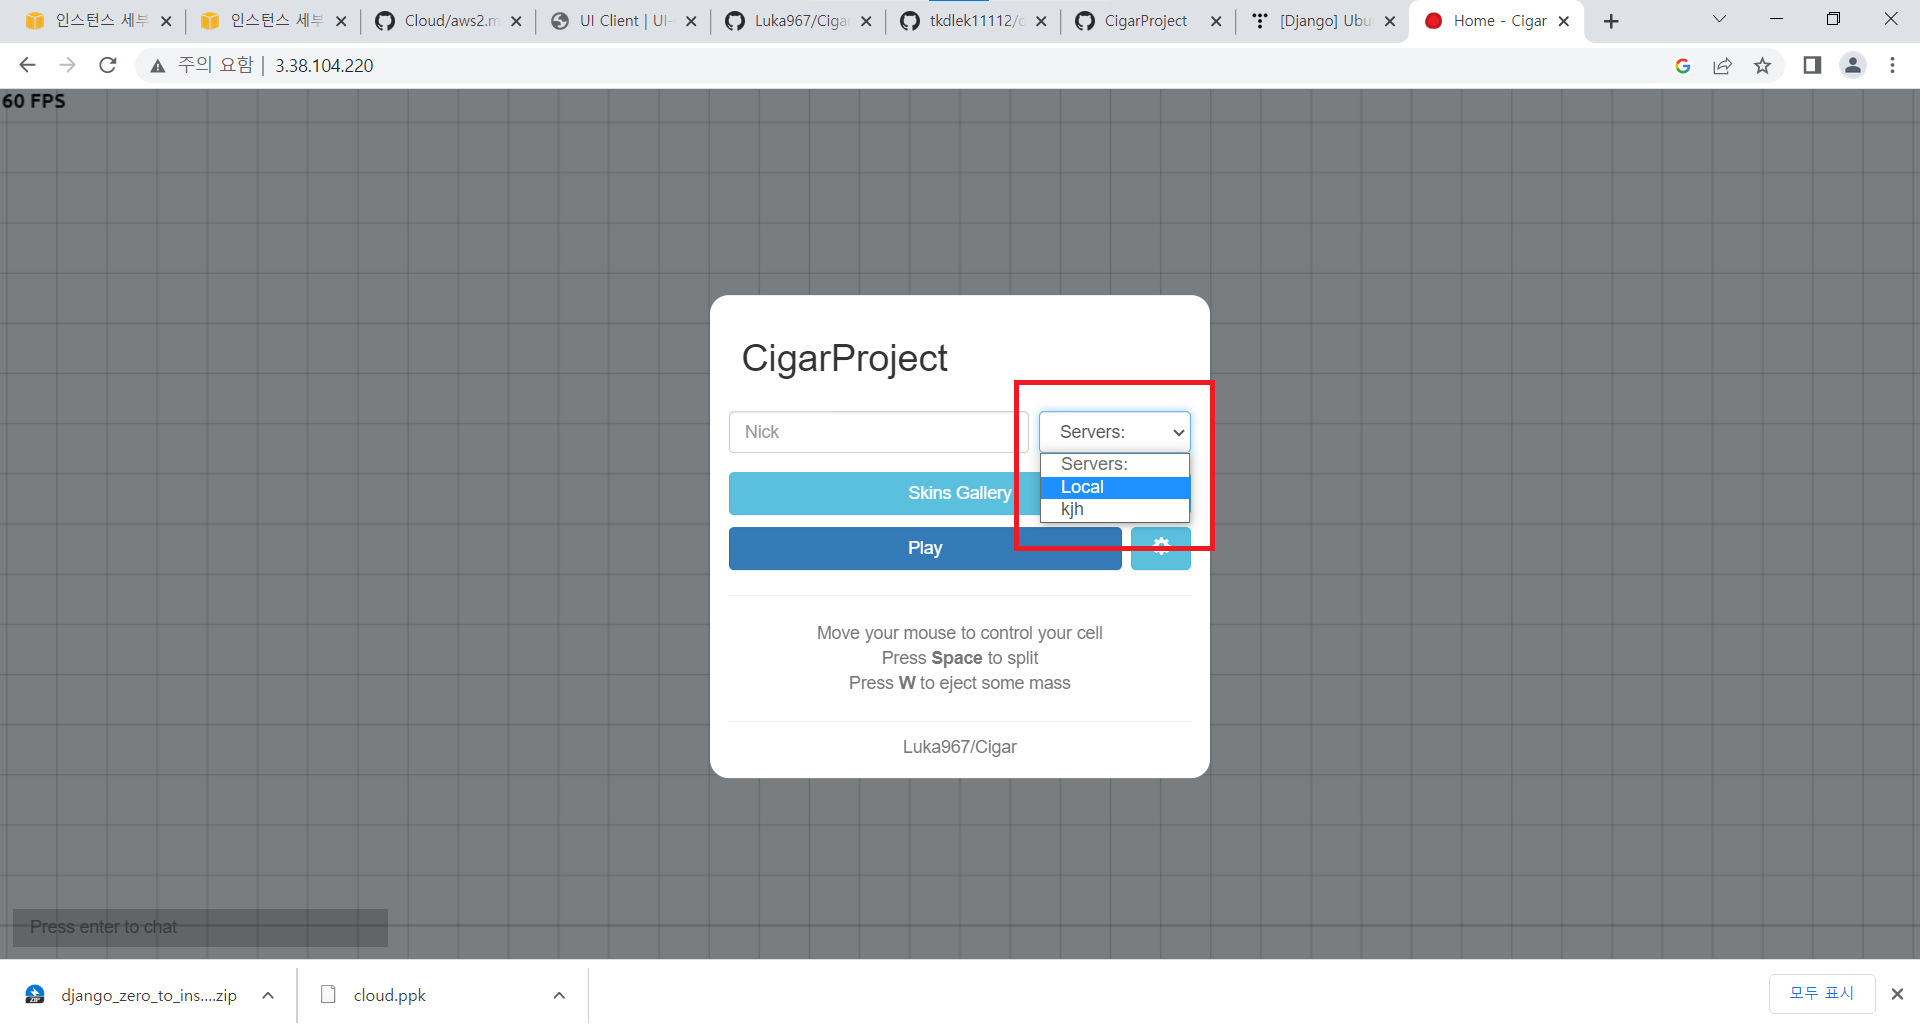 인스턴스 세부
인스턴스 세부
Cloud/aws2.m
UI Client | UI-
Luka967/Cigar
tkdlek11112/
CigarProject
[Django] Ubu
Home - Cigar
주의 요함 | 3.38.104.220
60 FPS
CigarProject
Nick
Servers:
Servers:
Local
kjh
Skins Gallery
Play
Move your mouse to control your cell
Press Space to split
Press W to eject some mass
Luka967/Cigar
Press enter to chat
django_zero_to_ins....zip
cloud.ppk
모두 표시